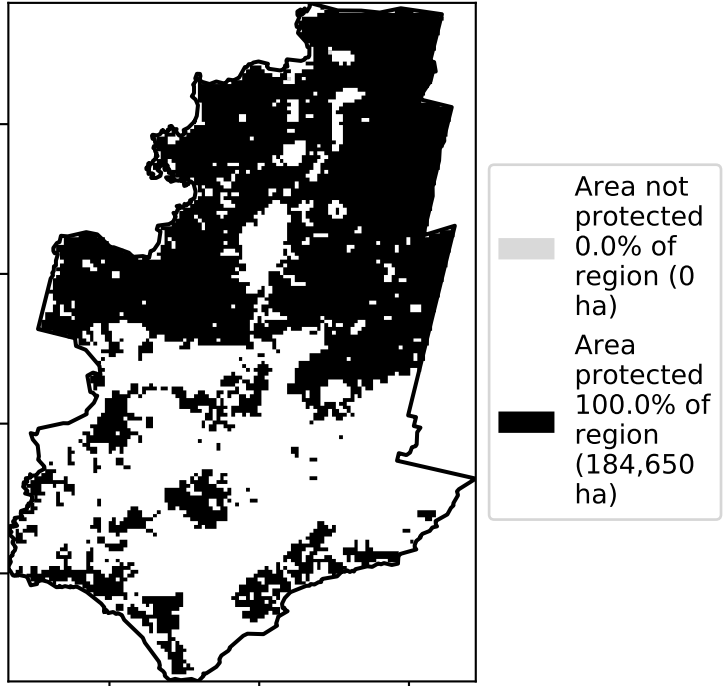 Area not
protected
0.0% of
region (0
ha)
Area
protected
100.0% of
region
(184,650
ha)